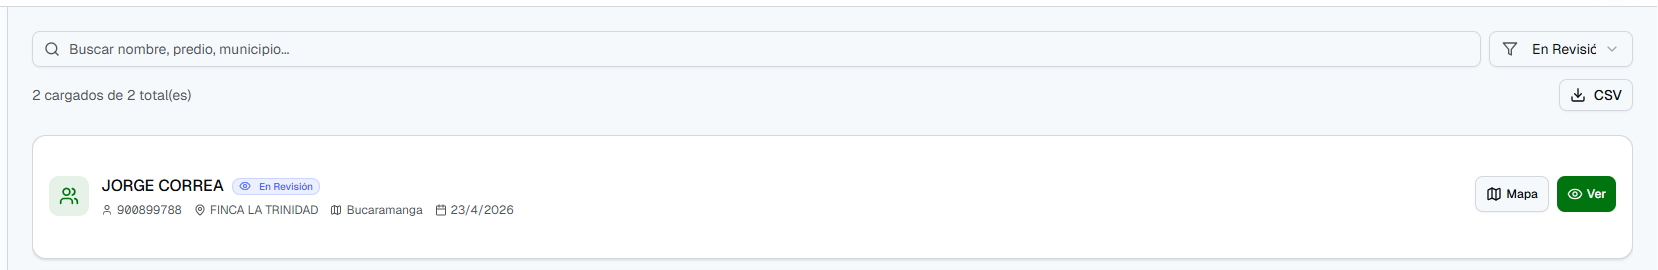 Buscar nombre, predio, municipio...
En Revisić
2 cargados de 2 total(es)
CSV
JORGE CORREA En Revisión
900899788 FINCA LA TRINIDAD Bucaramanga 23/4/2026
Mapa Ver